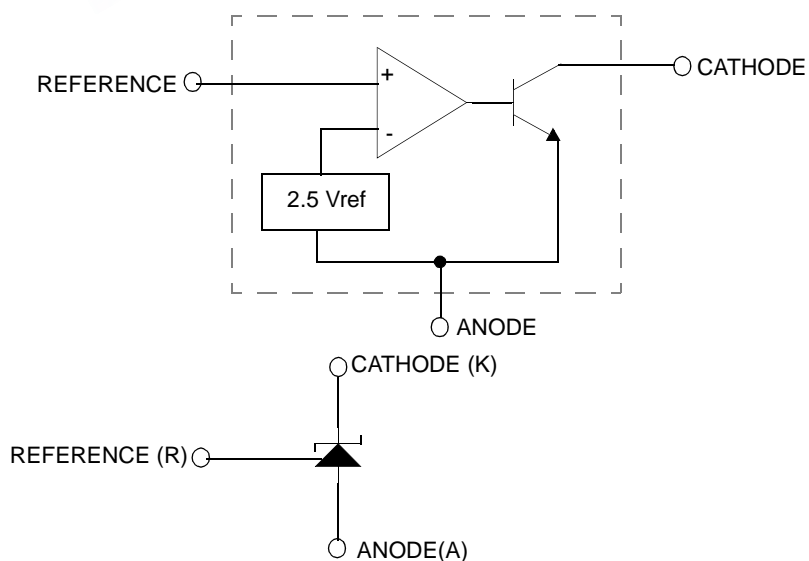 REFERENCE
+
-
CATHODE
2.5 Vref
ANODE
CATHODE (K)
REFERENCE (R)
ANODE(A)